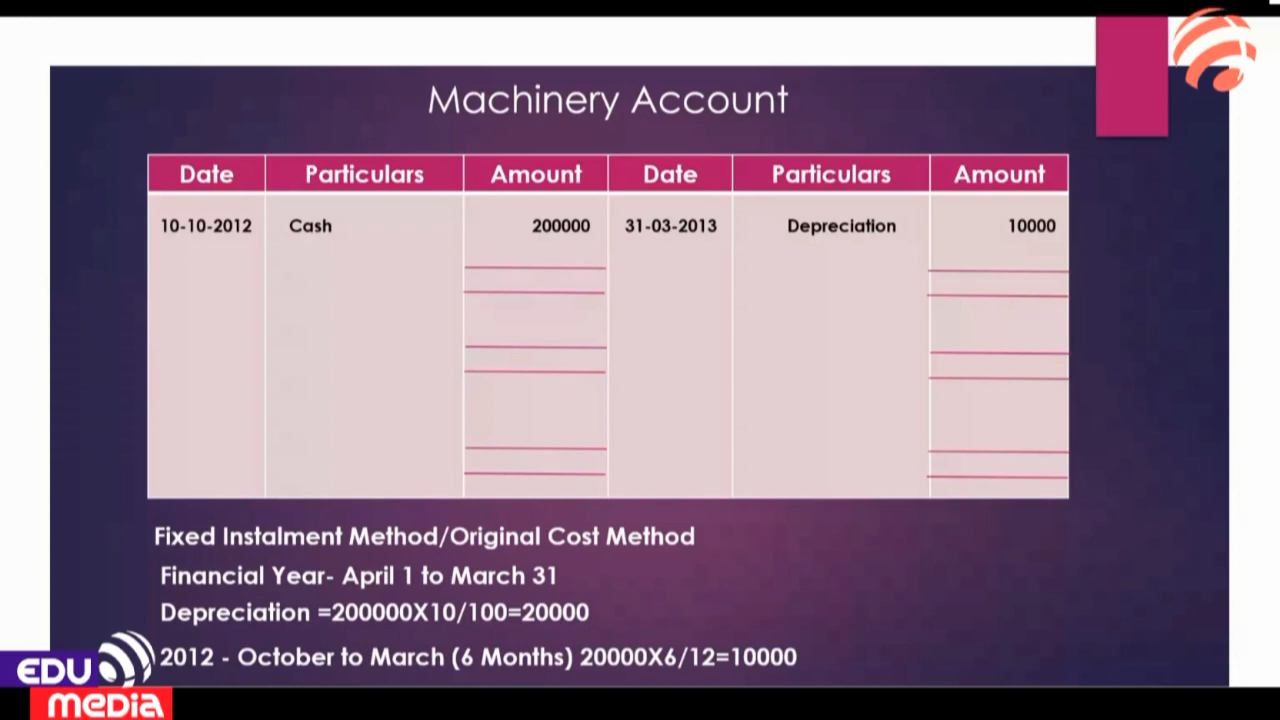 Machinery Account
Date Particulars Amount Date Particulars Amount
10-10-2012 Cash 200000 31-03-2013 Depreciation 10000
Fixed Instalment Method/Original Cost Method
Financial Year- April 1 to March 31
Depreciation =200000X10/100=20000
2012 - October to March (6 Months) 20000X6/12=10000
EDU
meDia